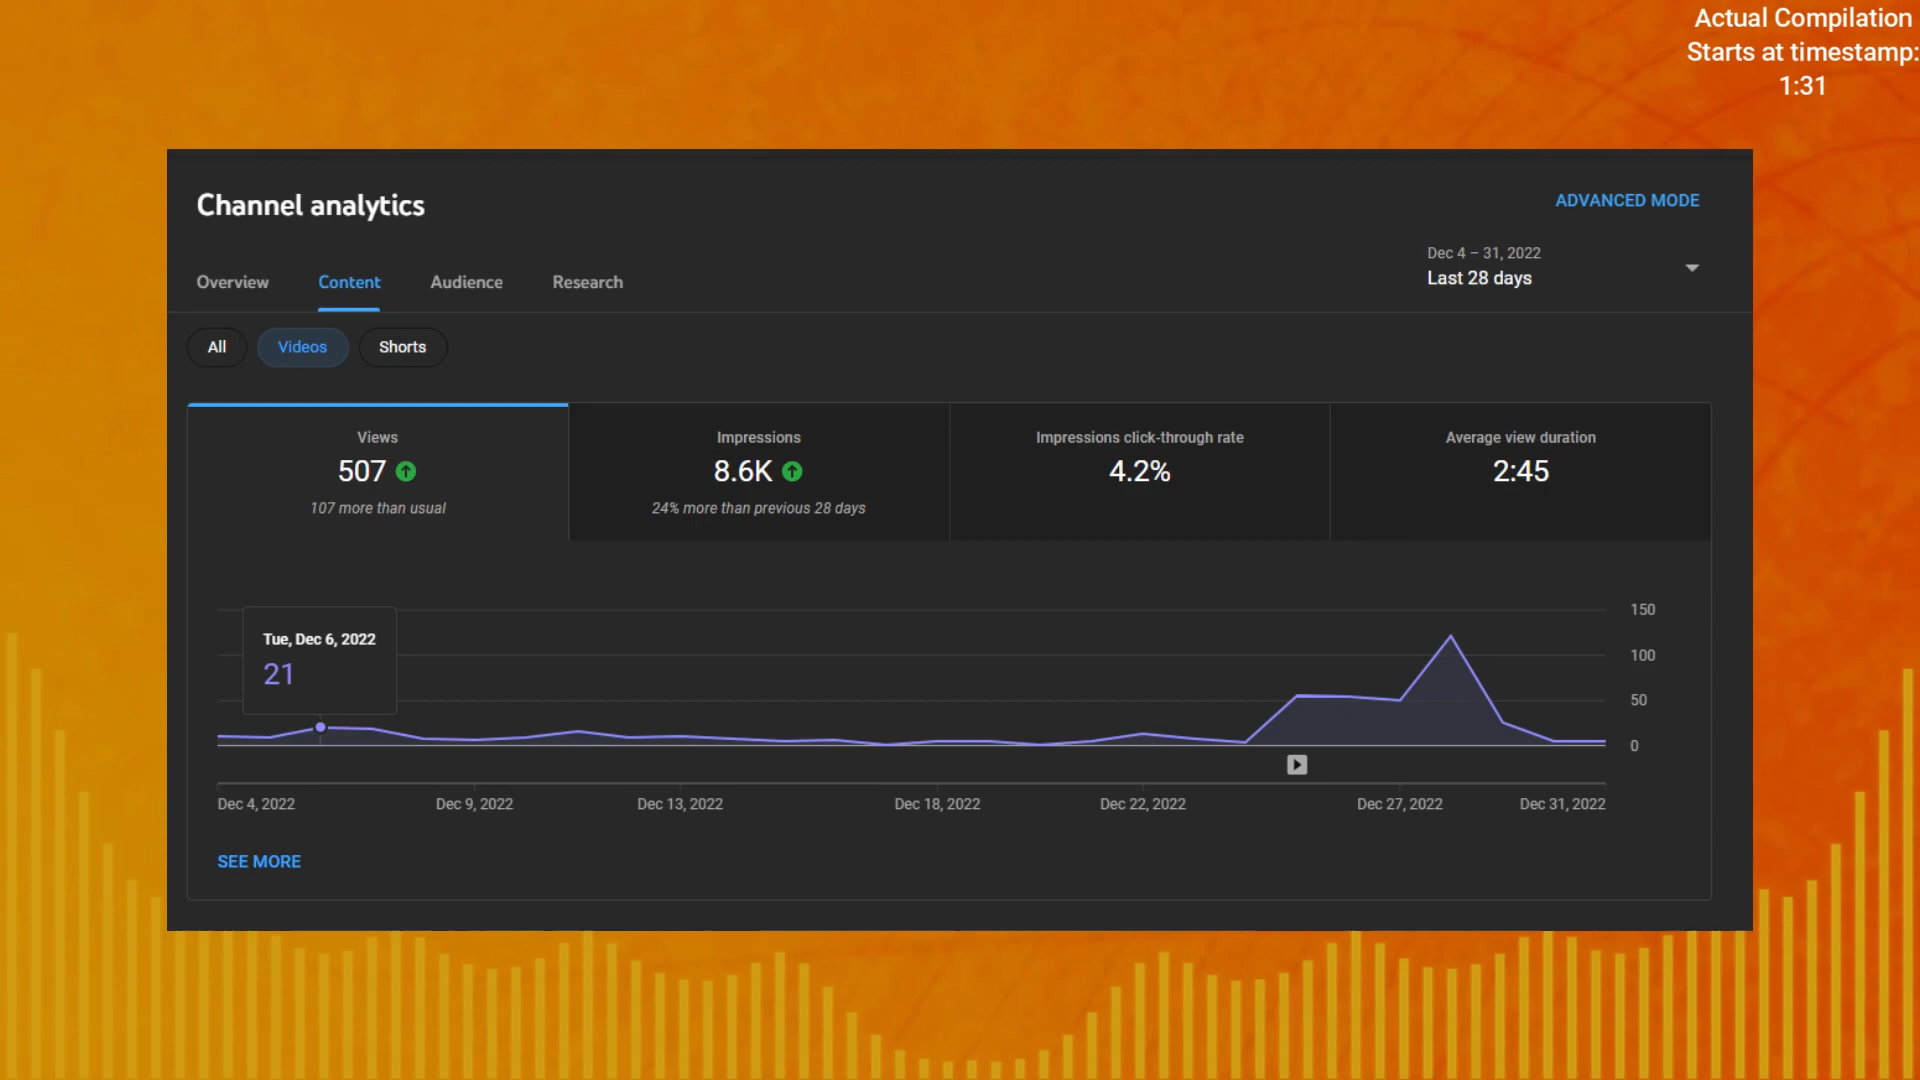 Actual Compilation
Starts at timestamp:
1:31
Channel analytics
ADVANCED MODE
Dec 4 – 31, 2022
Last 28 days
Overview Content Audience Research
All Videos Shorts
Views Impressions Impressions click-through rate Average view duration
507 8.6K 4.2% 2:45
107 more than usual 24% more than previous 28 days
150
Tue, Dec 6, 2022
100
21
50
0
Dec 4, 2022 Dec 9, 2022 Dec 13, 2022 Dec 18, 2022 Dec 22, 2022 Dec 27, 2022 Dec 31, 2022
SEE MORE